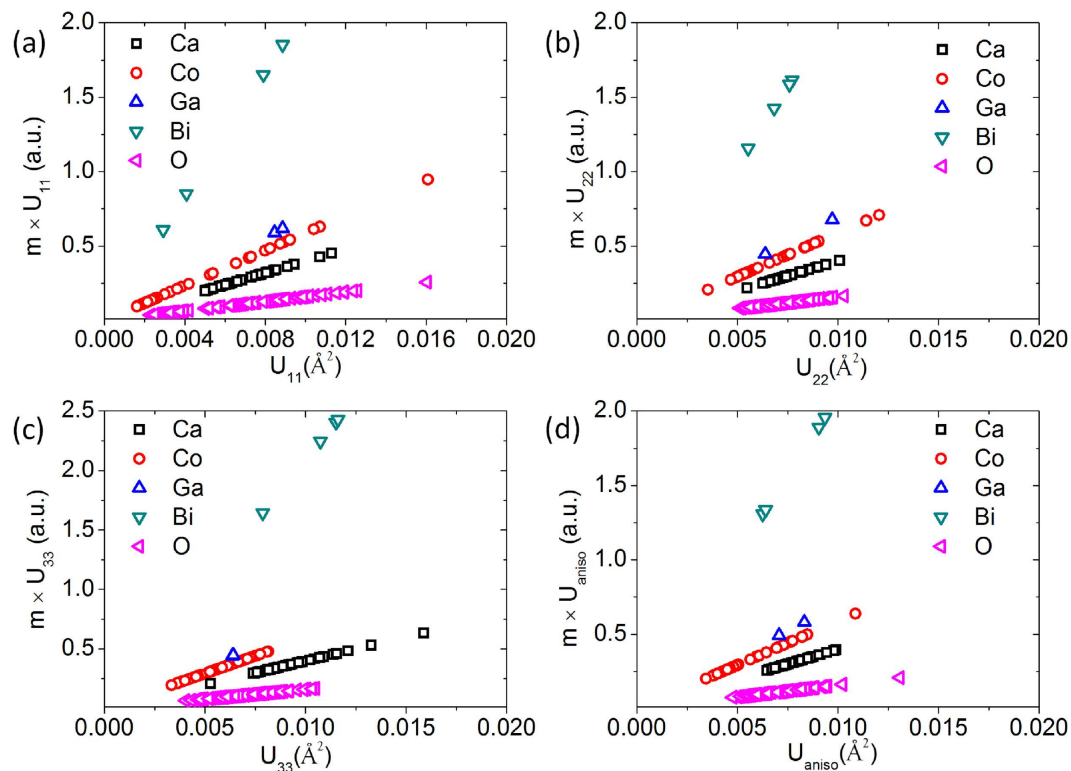 (a)
2.0
1.5
1.0
0.5
m × U₁₁ (a.u.)
Ca
Co
Ga
Bi
O
0.000 0.004 0.008 0.012 0.016 0.020
U₁₁(Å²)
(b)
2.0
1.5
1.0
0.5
m × U₂₂ (a.u.)
Ca
Co
Ga
Bi
O
0.000 0.005 0.010 0.015 0.020
U₂₂(Å²)
(c)
2.5
2.0
1.5
1.0
0.5
m × U₃₃ (a.u.)
Ca
Co
Ga
Bi
O
0.000 0.005 0.010 0.015 0.020
U₃₃(Å²)
(d)
2.0
1.5
1.0
0.5
m × Uaniso (a.u.)
Ca
Co
Ga
Bi
O
0.000 0.005 0.010 0.015 0.020
Uaniso(Å²)